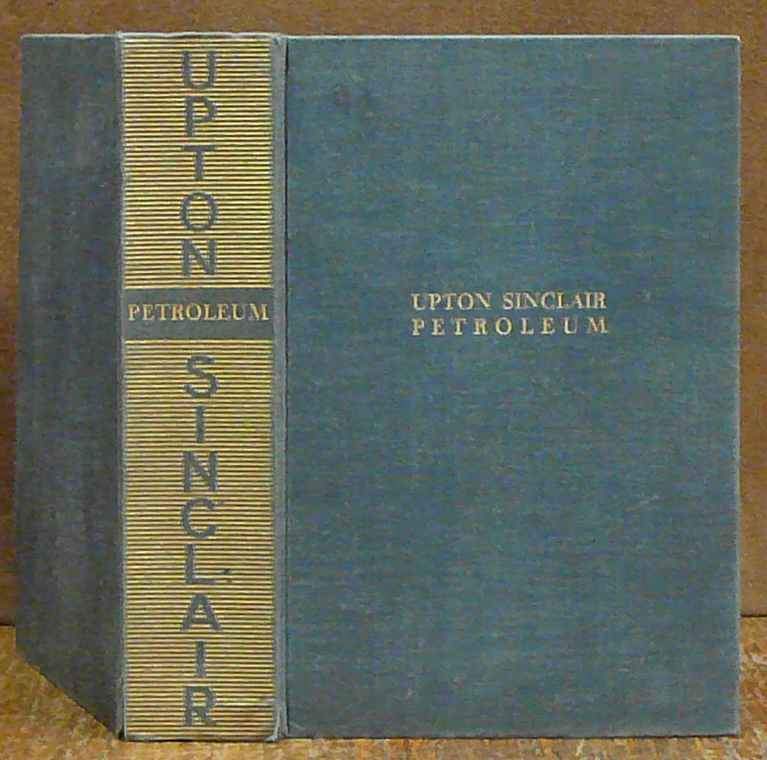 UPTON
PETROLEUM
SINCLAIR
UPTON SINCLAIR
PETROLEUM